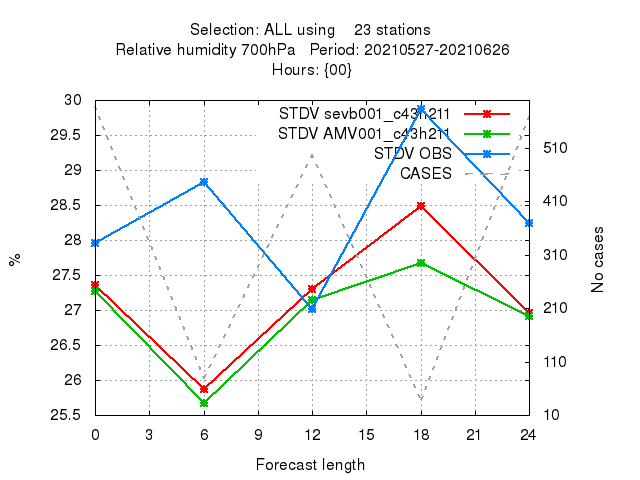 Selection: ALL using 23 stations
Relative humidity 700hPa Period: 20210527-20210626
Hours: {00}
30
29.5
29
28.5
28
27.5
27
26.5
26
25.5
%
STDV sevb001_c43h211
STDV AMV001_c43h211
STDV OBS
CASES
510
410
310
210
110
10
No cases
0 3 6 9 12 15 18 21 24
Forecast length